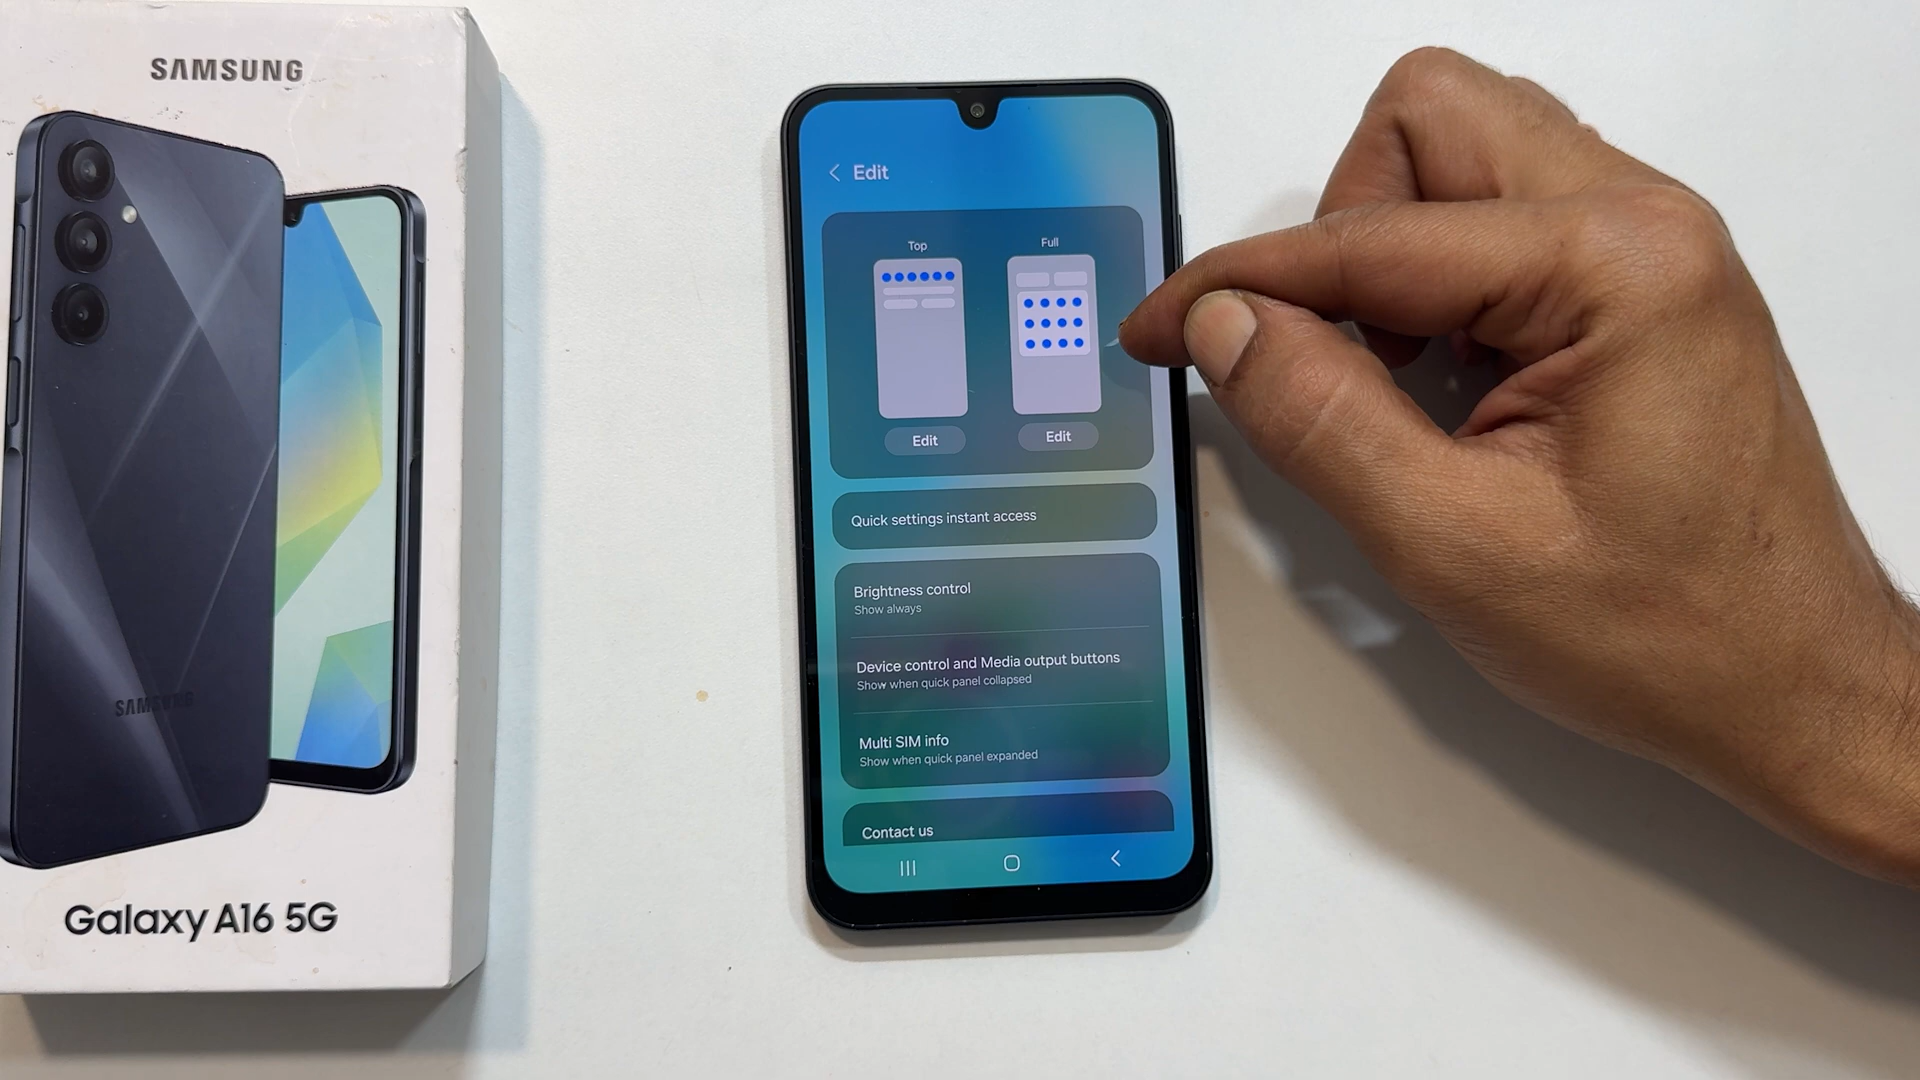 SAMSUNG
SAMSUNG
Galaxy A16 5G
Edit
Top
Full
Edit
Edit
Quick settings instant access
Brightness control
Show always
Device control and Media output buttons
Show when quick panel collapsed
Multi SIM info
Show when quick panel expanded
Contact us